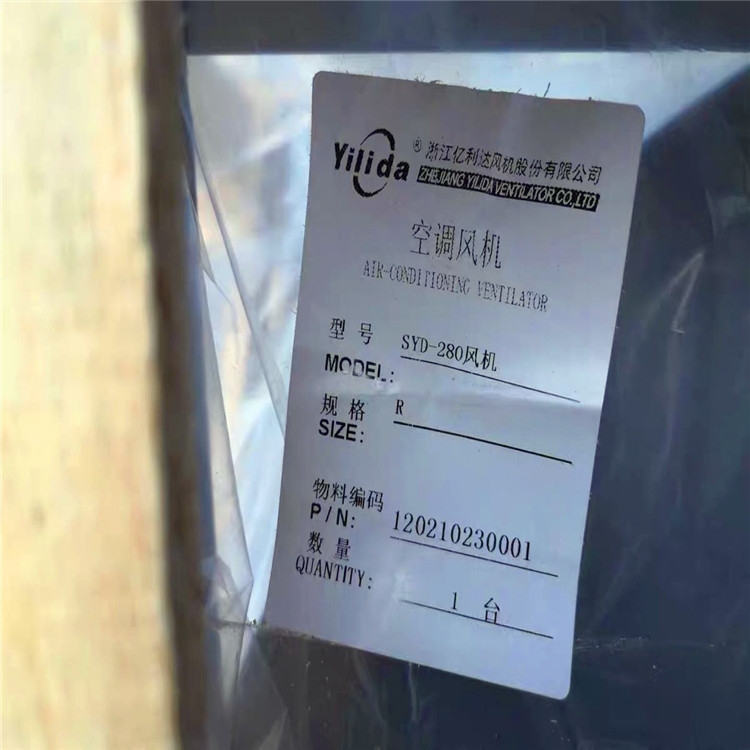 Yilida ® 浙江亿利达风机股份有限公司
ZHEJIANG YILIDA VENTILATOR CO.,LTD
空调风机
AIR-CONDITIONING VENTILATOR
型号 SYD-280风机
MODEL:
规格 R
SIZE:
物料编码
P/N: 120210230001
数量
QUANTITY: 1 台